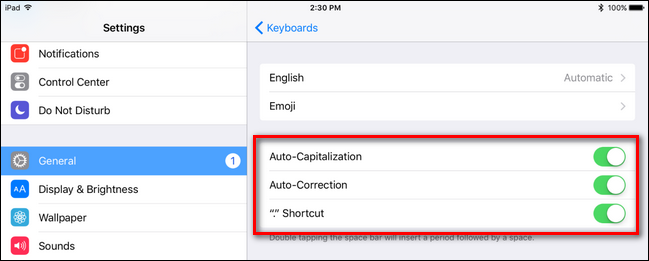 iPad 2:30 PM 100%
Settings Keyboards
Notifications
Control Center
Do Not Disturb
General 1
Display & Brightness
Wallpaper
Sounds
English Automatic
Emoji
Auto-Capitalization
Auto-Correction
“.” Shortcut
Double tapping the space bar will insert a period followed by a space.